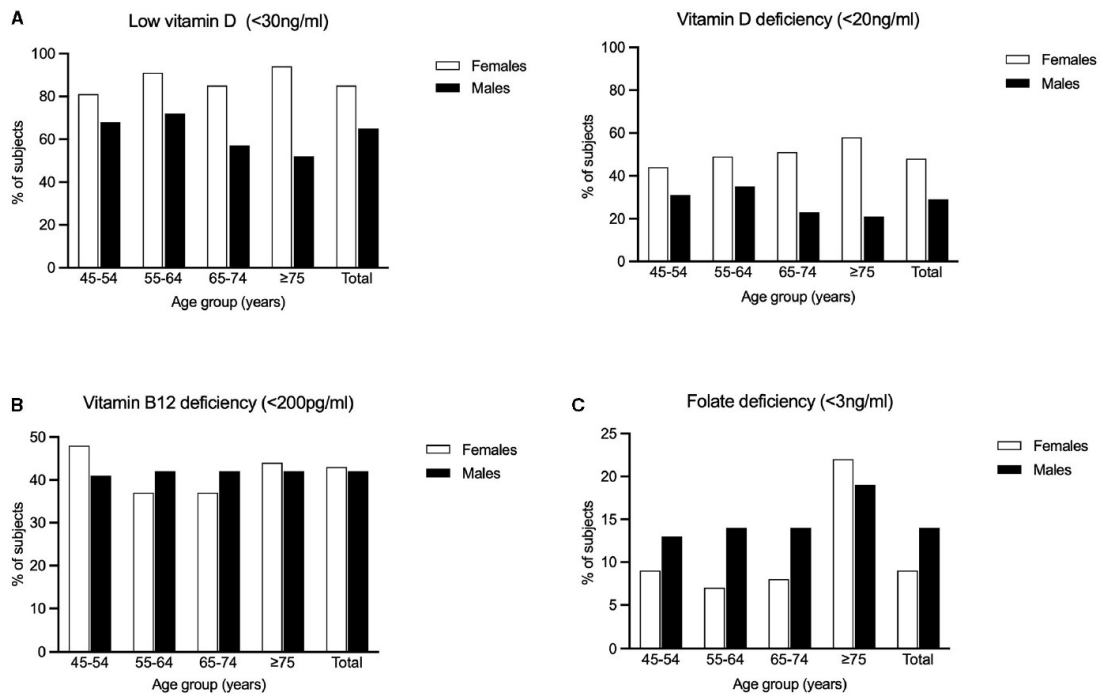 A
Low vitamin D (<30ng/ml)
% of subjects
100
80
60
40
20
0
45-54 55-64 65-74 ≥75 Total
Age group (years)
Females
Males
Vitamin D deficiency (<20ng/ml)
% of subjects
100
80
60
40
20
0
45-54 55-64 65-74 ≥75 Total
Age group (years)
Females
Males
B
Vitamin B12 deficiency (<200pg/ml)
% of subjects
50
40
30
20
10
0
45-54 55-64 65-74 ≥75 Total
Age group (years)
Females
Males
C
Folate deficiency (<3ng/ml)
% of subjects
25
20
15
10
5
0
45-54 55-64 65-74 ≥75 Total
Age group (years)
Females
Males